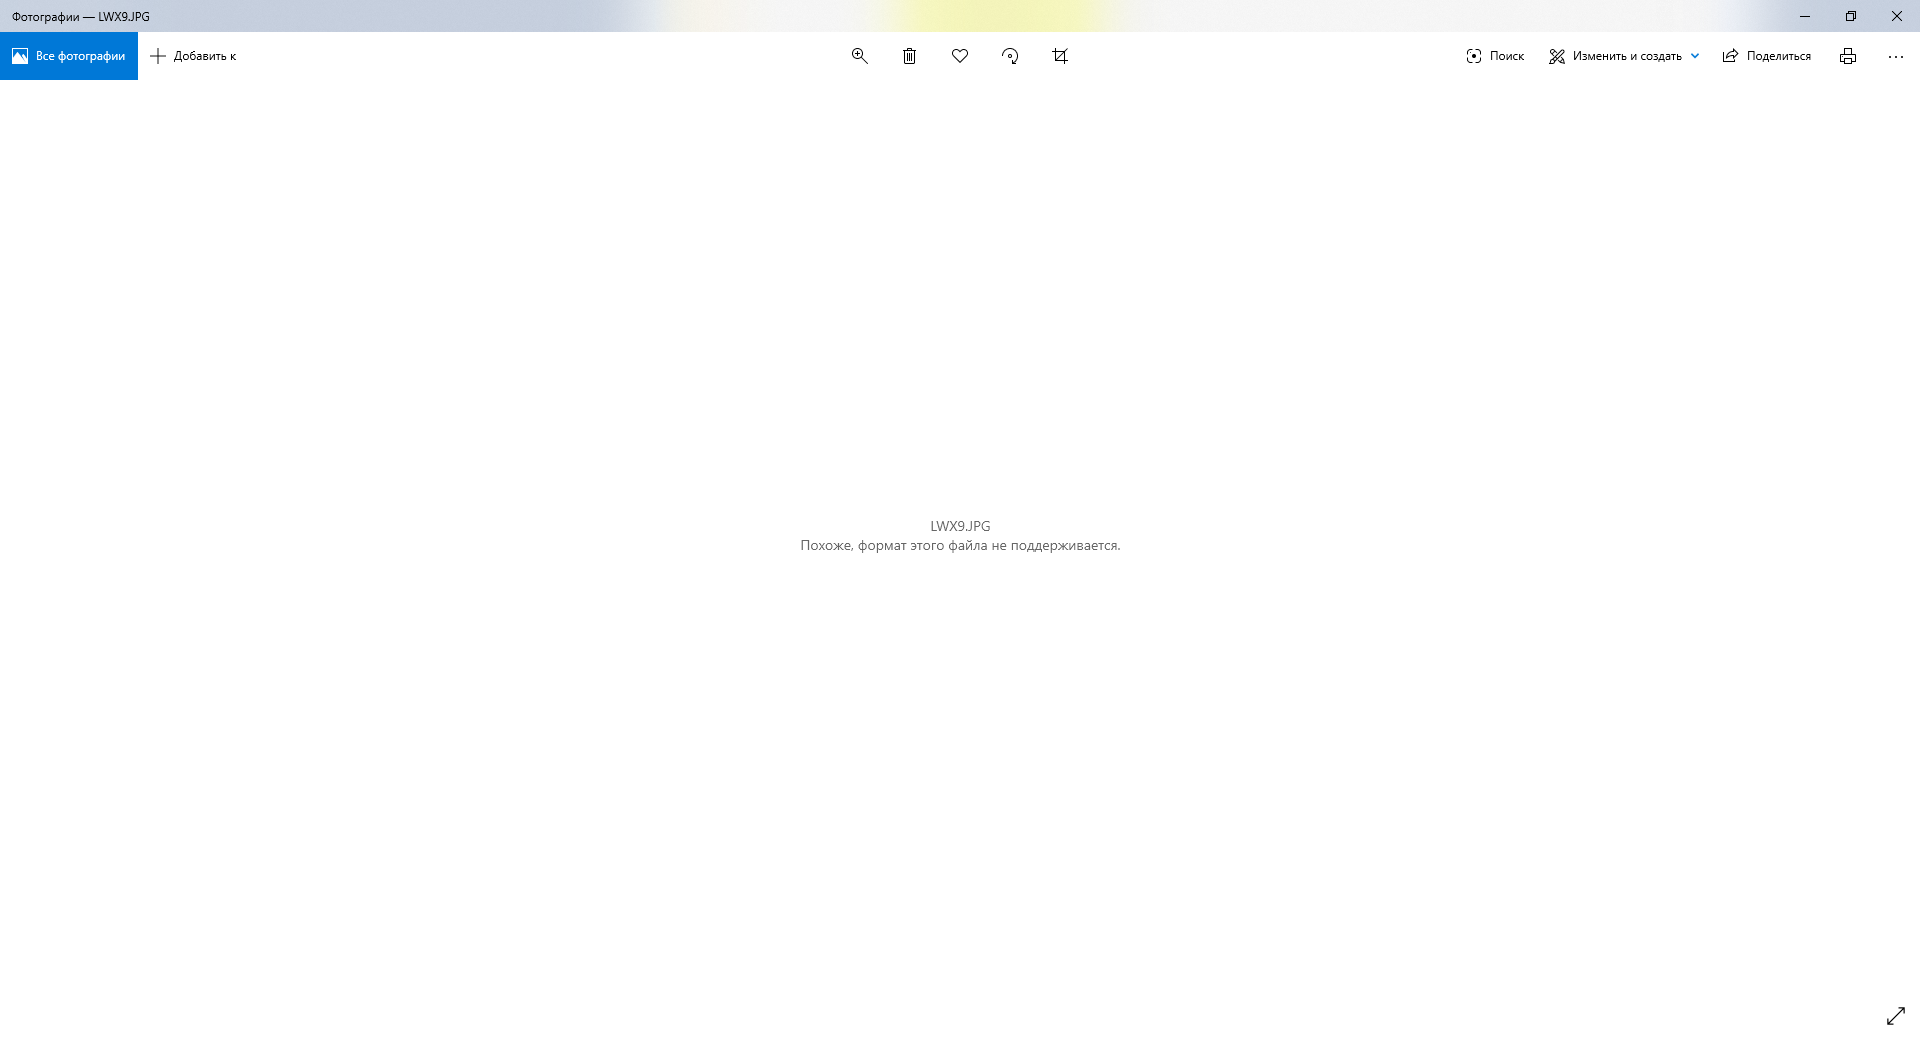 Фотографии — LWX9.JPG
Все фотографии
Добавить к
Поиск
Изменить и создать
Поделиться
LWX9.JPG
Похоже, формат этого файла не поддерживается.